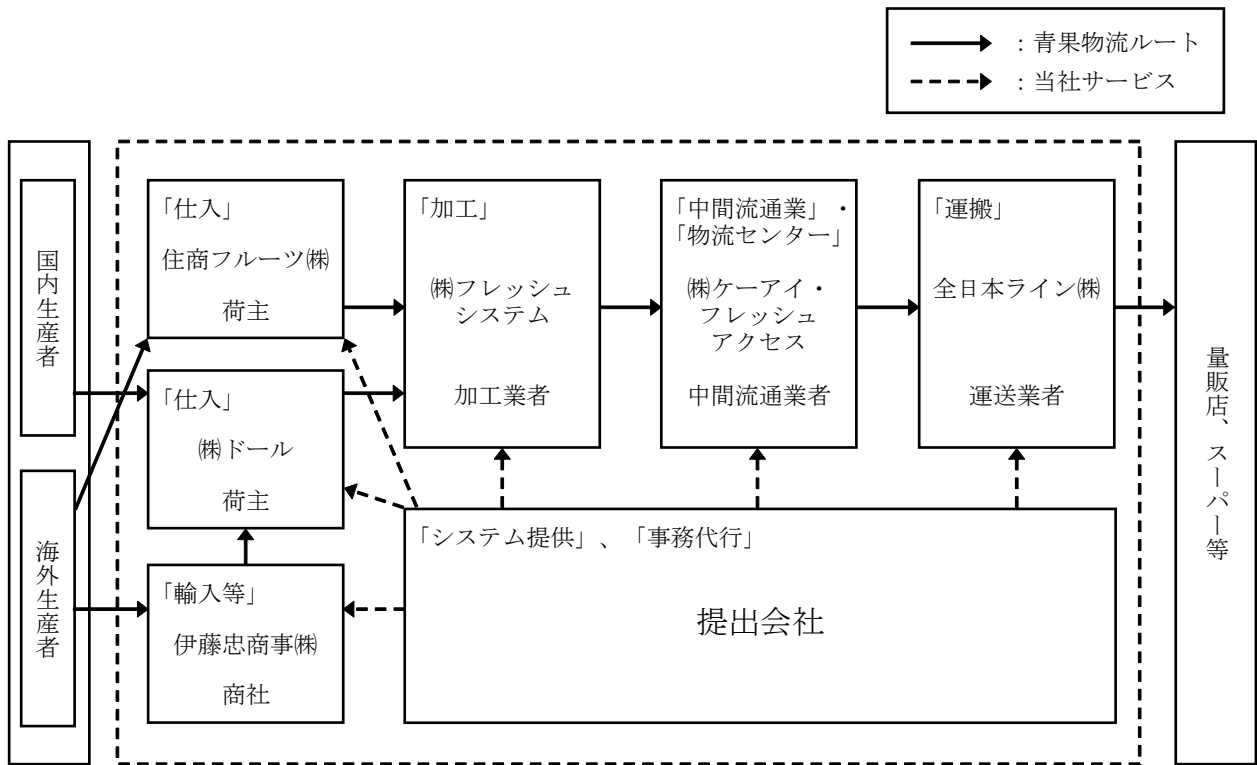 ：青果物流ルート
：当社サービス
国内生産者
海外生産者
「仕入」
住商フルーツ㈱
荷主
「仕入」
㈱ドール
荷主
「輸入等」
伊藤忠商事㈱
商社
「加工」
㈱フレッシュ
システム
加工業者
「中間流通業」・
「物流センター」
㈱ケーアイ・
フレッシュ
アクセス
中間流通業者
「運搬」
全日本ライン㈱
運送業者
「システム提供」、「事務代行」
提出会社
量販店、スーパー等